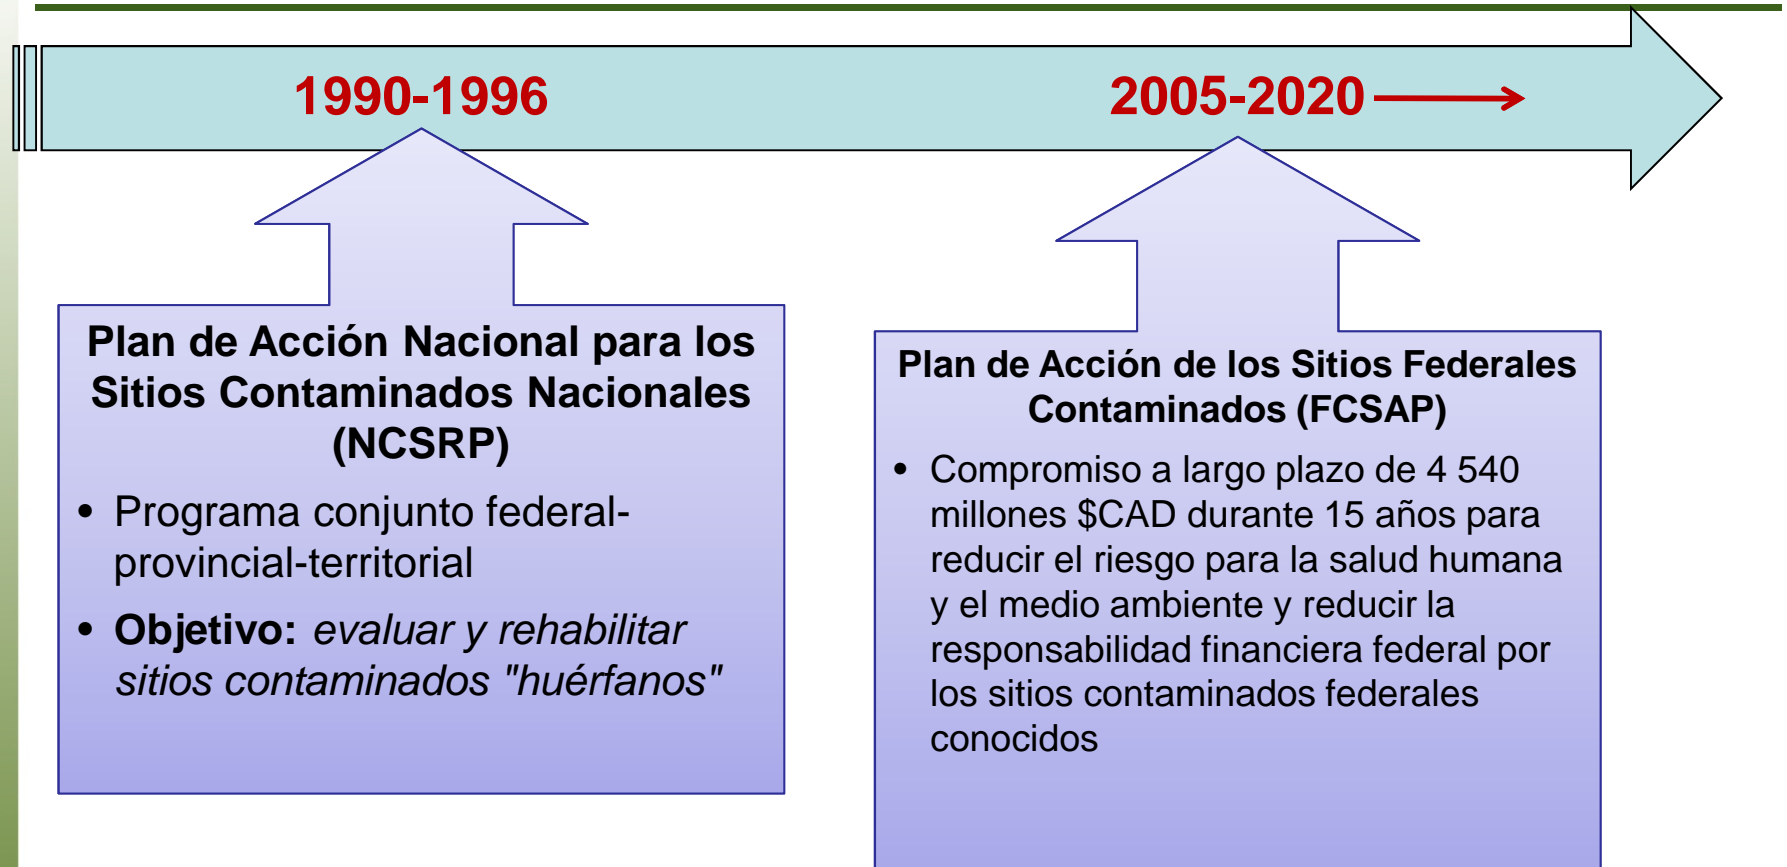 1990-1996
2005-2020
Plan de Acción Nacional para los
Sitios Contaminados Nacionales
(NCSRP)
• Programa conjunto federal-
provincial-territorial
• Objetivo: evaluar y rehabilitar
sitios contaminados "huérfanos"
Plan de Acción de los Sitios Federales
Contaminados (FCSAP)
• Compromiso a largo plazo de 4 540
millones $CAD durante 15 años para
reducir el riesgo para la salud humana
y el medio ambiente y reducir la
responsabilidad financiera federal por
los sitios contaminados federales
conocidos